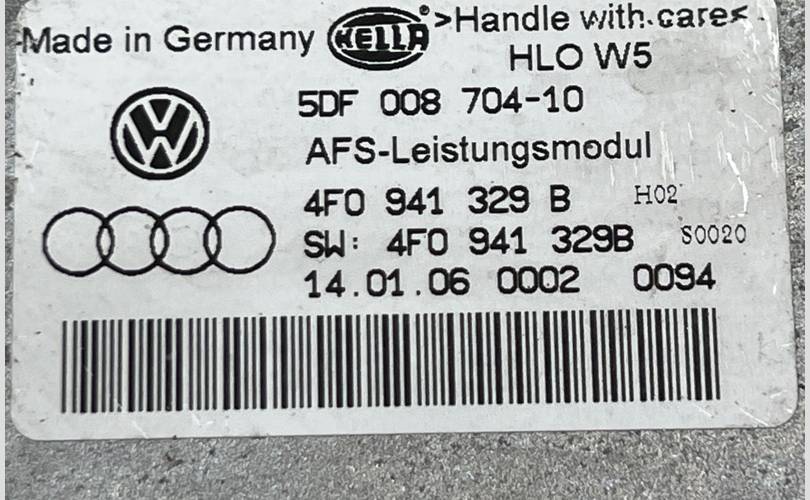 Made in Germany HELLA® >Handle with care<
HLO W5
5DF 008 704-10
AFS-Leistungsmodul
4F0 941 329 B H02
SW: 4F0 941 329B S0020
14.01.06 0002 0094